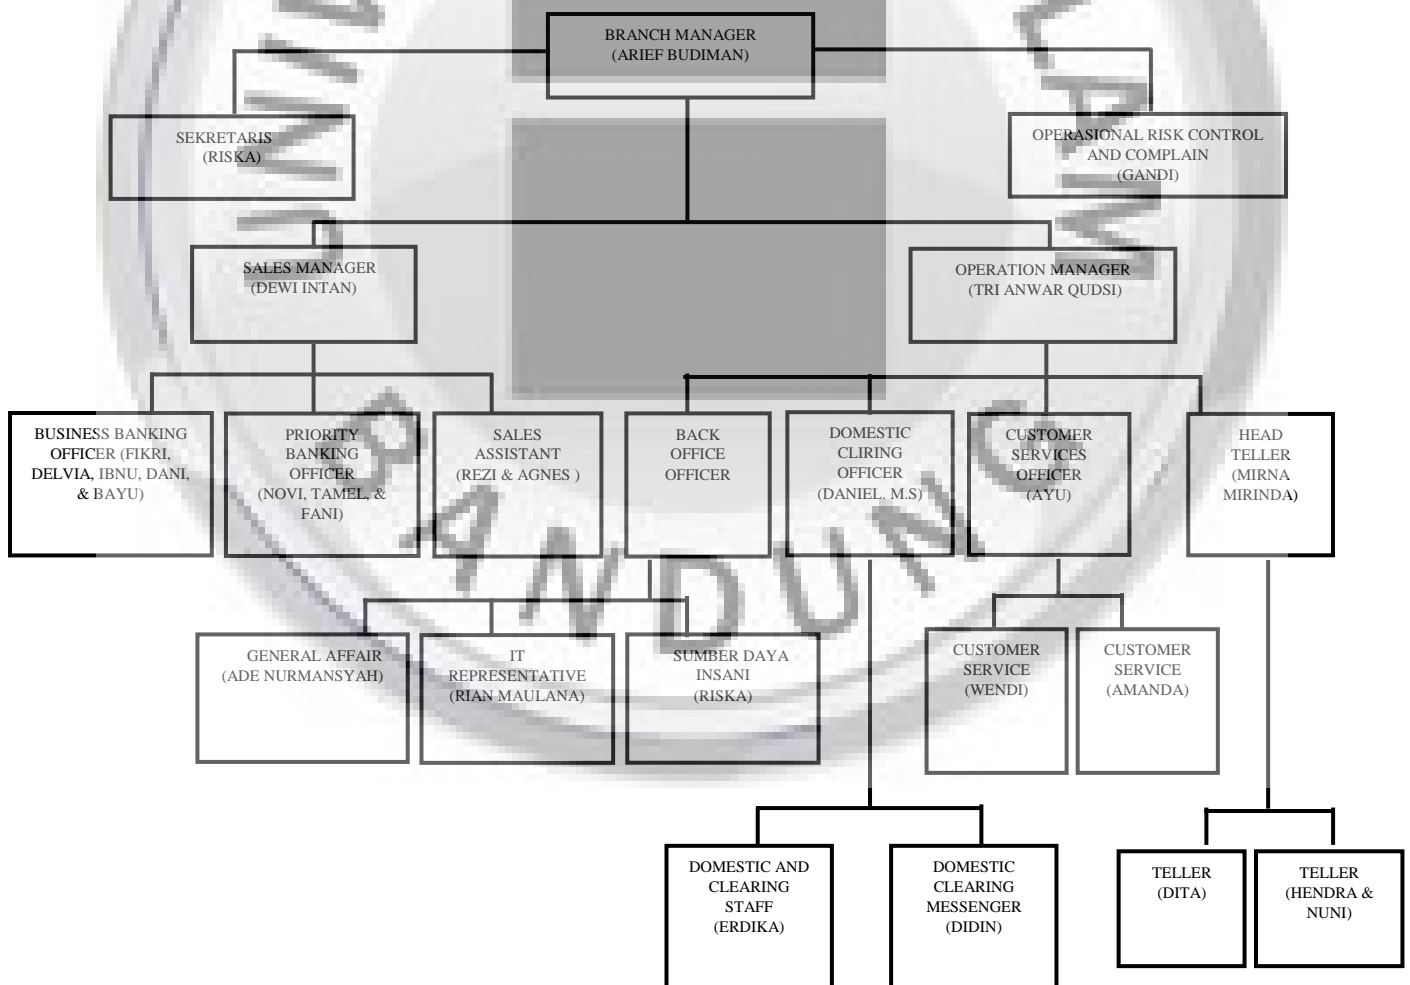 BRANCH MANAGER
(ARIEF BUDIMAN)
SEKRETARIS
(RISKA)
OPERASIONAL RISK CONTROL
AND COMPLAIN
(GANDI)
SALES MANAGER
(DEWI INTAN)
OPERATION MANAGER
(TRI ANWAR QUDSI)
BUSINESS BANKING
OFFICER (FIKRI,
DELVIA, IBNU, DANI,
& BAYU)
PRIORITY
BANKING
OFFICER
(NOVI, TAMEL, &
FANI)
SALES
ASSISTANT
(REZI & AGNES )
BACK
OFFICE
OFFICER
DOMESTIC
CLIRING
OFFICER
(DANIEL. M.S)
CUSTOMER
SERVICES
OFFICER
(AYU)
HEAD
TELLER
(MIRNA
MIRINDA)
GENERAL AFFAIR
(ADE NURMANSYAH)
IT
REPRESENTATIVE
(RIAN MAULANA)
SUMBER DAYA
INSANI
(RISKA)
CUSTOMER
SERVICE
(WENDI)
CUSTOMER
SERVICE
(AMANDA)
DOMESTIC AND
CLEARING
STAFF
(ERDIKA)
DOMESTIC
CLEARING
MESSENGER
(DIDIN)
TELLER
(DITA)
TELLER
(HENDRA &
NUNI)
BANDUNG